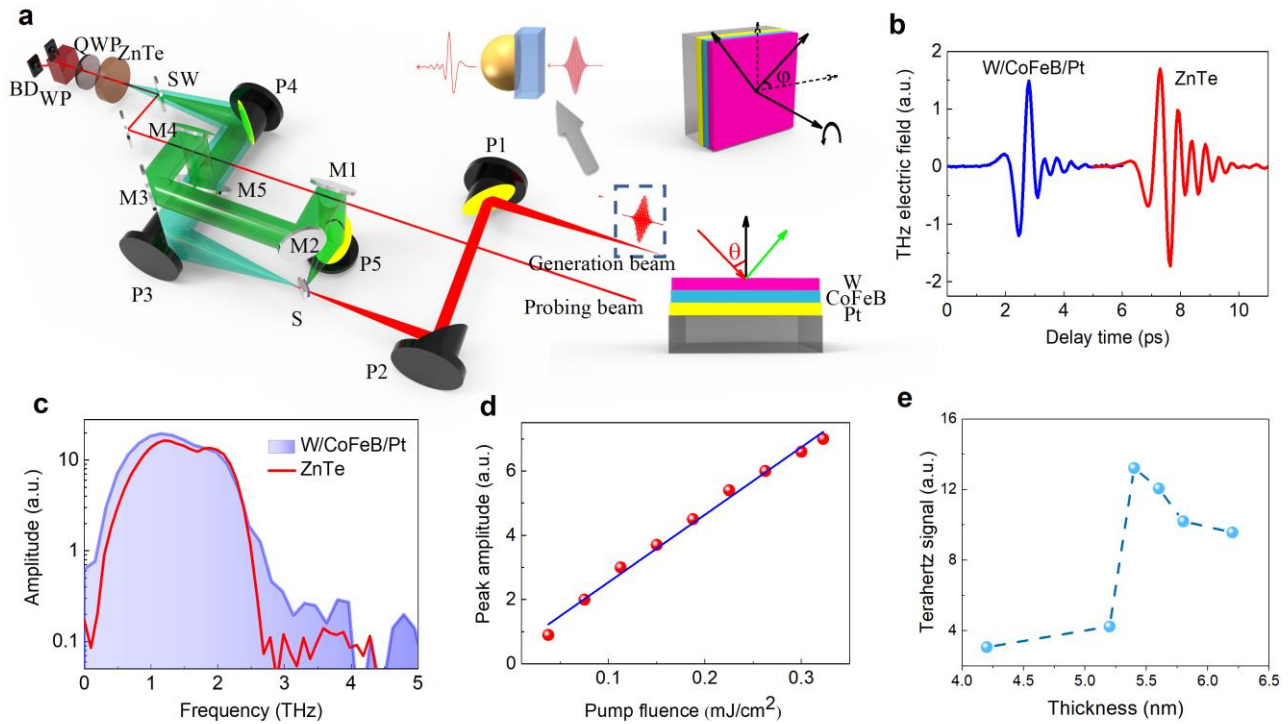 a
QWP
ZnTe
BD
WP
SW
P4
M4
M5
M1
M3
M2
P5
P3
S
P1
P2
Generation beam
Probing beam
φ
θ
W
CoFeB
Pt
b
THz electric field (a.u.)
2
1
0
-1
-2
W/CoFeB/Pt
ZnTe
0 2 4 6 8 10
Delay time (ps)
c
Amplitude (a.u.)
10
1
0.1
W/CoFeB/Pt
ZnTe
0 1 2 3 4 5
Frequency (THz)
d
Peak amplitude (a.u.)
6
4
2
0
0.1 0.2 0.3
Pump fluence (mJ/cm²)
e
Terahertz signal (a.u.)
16
12
8
4
4.0 4.5 5.0 5.5 6.0 6.5
Thickness (nm)